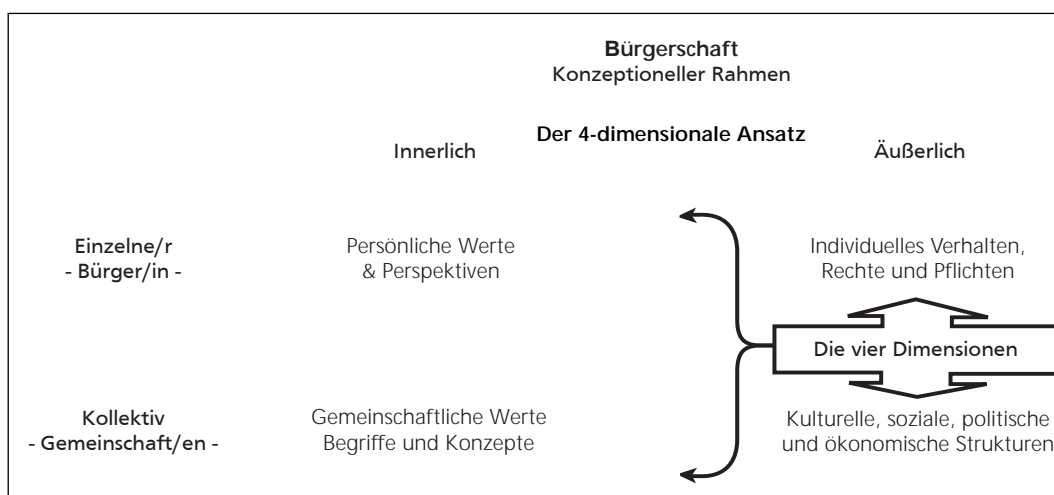 Bürgerschaft
Konzeptioneller Rahmen
Der 4-dimensionale Ansatz
Innerlich
Äußerlich
Einzelne/r
- Bürger/in -
Persönliche Werte
& Perspektiven
Individuelles Verhalten,
Rechte und Pflichten
Die vier Dimensionen
Kollektiv
- Gemeinschaft/en -
Gemeinschaftliche Werte
Begriffe und Konzepte
Kulturelle, soziale, politische
und ökonomische Strukturen